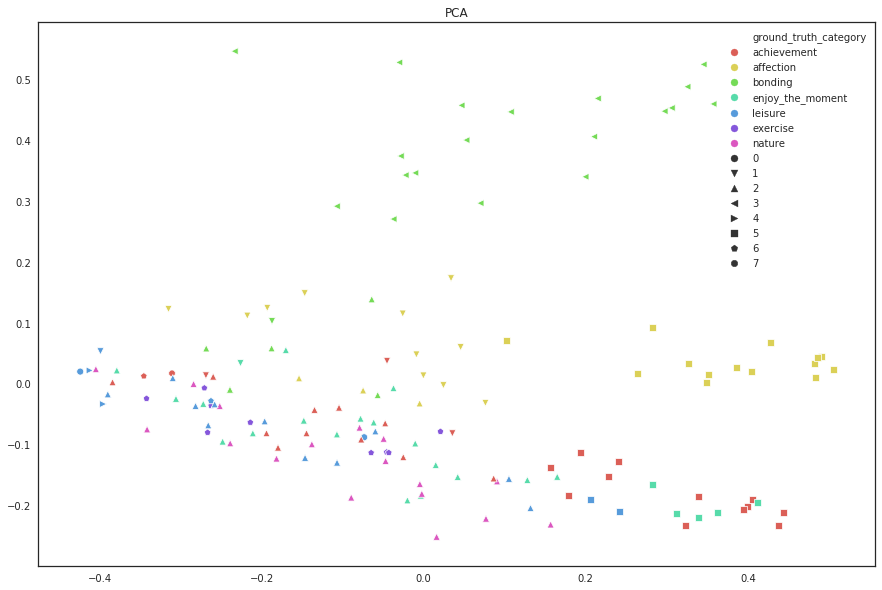 PCA
ground_truth_category
achievement
affection
bonding
enjoy_the_moment
leisure
exercise
nature
0
1
2
3
4
5
6
7
0.5
0.4
0.3
0.2
0.1
0.0
−0.1
−0.2
−0.4
−0.2
0.0
0.2
0.4